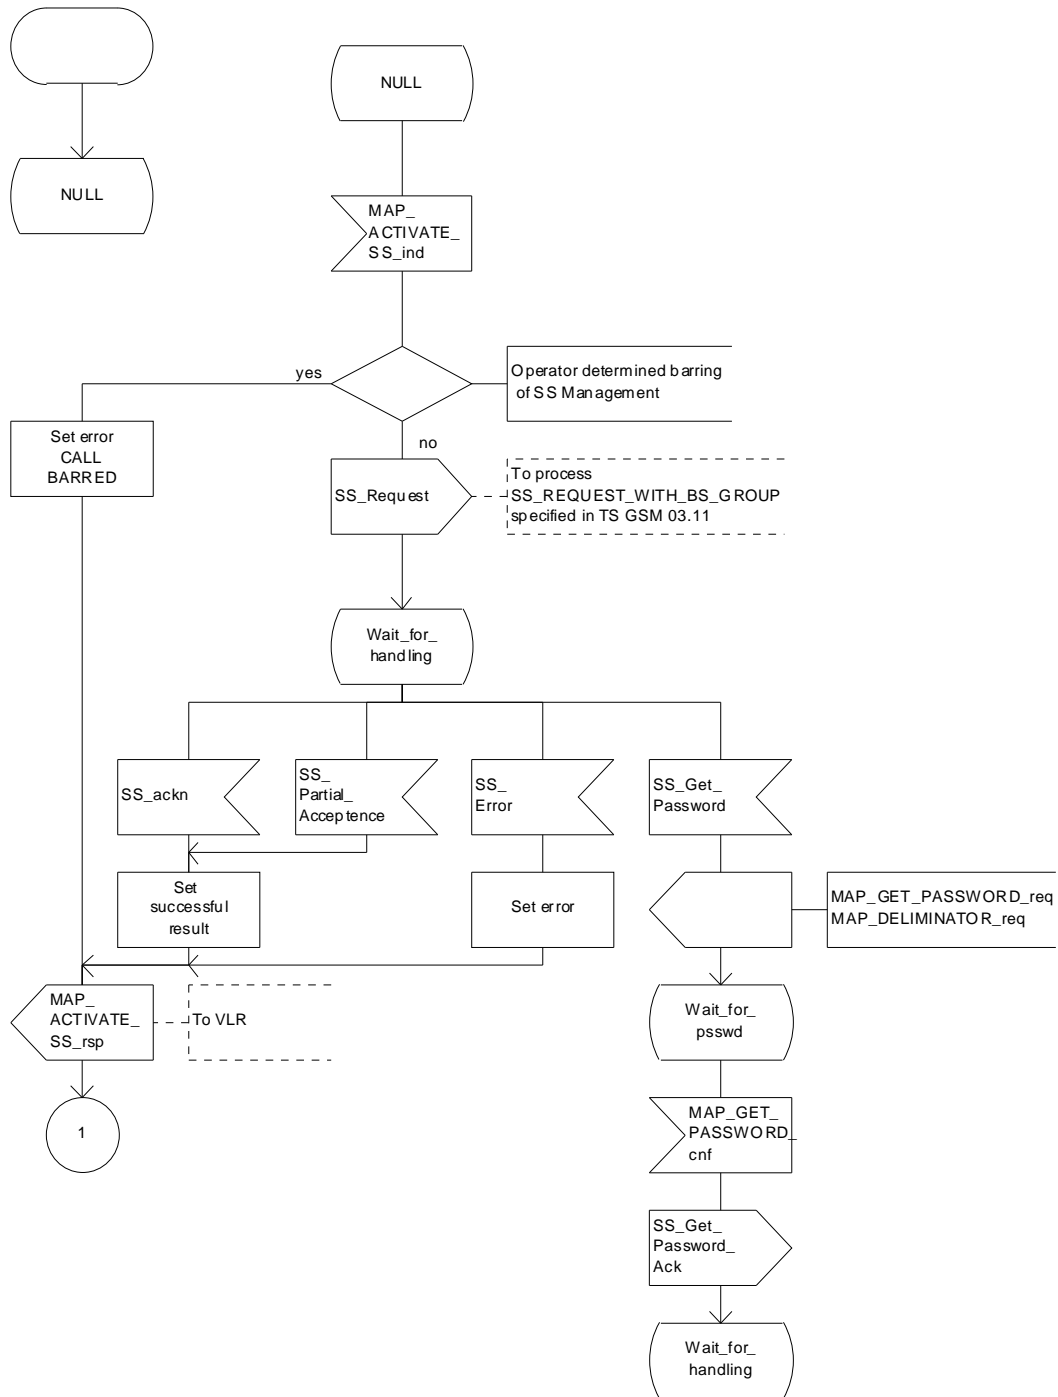 NULL
NULL
MAP_
ACTIVATE_
SS_ind
yes
Operator determined barring
of SS Management
Set error
CALL
BARRED
no
SS_Request
To process
SS_REQUEST_WITH_BS_GROUP
specified in TS GSM 03.11
Wait_for_
handling
SS_ackn
SS_
Partial_
Acceptence
SS_
Error
SS_Get_
Password
Set
successful
result
Set error
MAP_GET_PASSWORD_req
MAP_DELIMINATOR_req
MAP_
ACTIVATE_
SS_rsp
To VLR
Wait_for_
psswd
1
MAP_GET_
PASSWORD_
cnf
SS_Get_
Password_
Ack
Wait_for_
handling